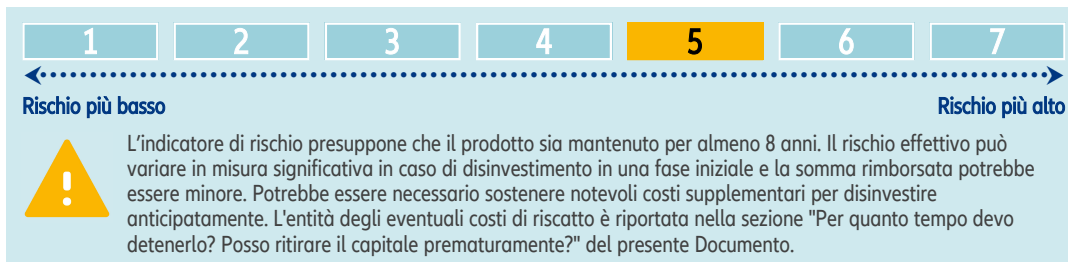 1 2 3 4 5 6 7
Rischio più basso Rischio più alto
L'indicatore di rischio presuppone che il prodotto sia mantenuto per almeno 8 anni. Il rischio effettivo può
variare in misura significativa in caso di disinvestimento in una fase iniziale e la somma rimborsata potrebbe
essere minore. Potrebbe essere necessario sostenere notevoli costi supplementari per disinvestire
anticipatamente. L'entità degli eventuali costi di riscatto è riportata nella sezione "Per quanto tempo devo
detenerlo? Posso ritirare il capitale prematuramente?" del presente Documento.